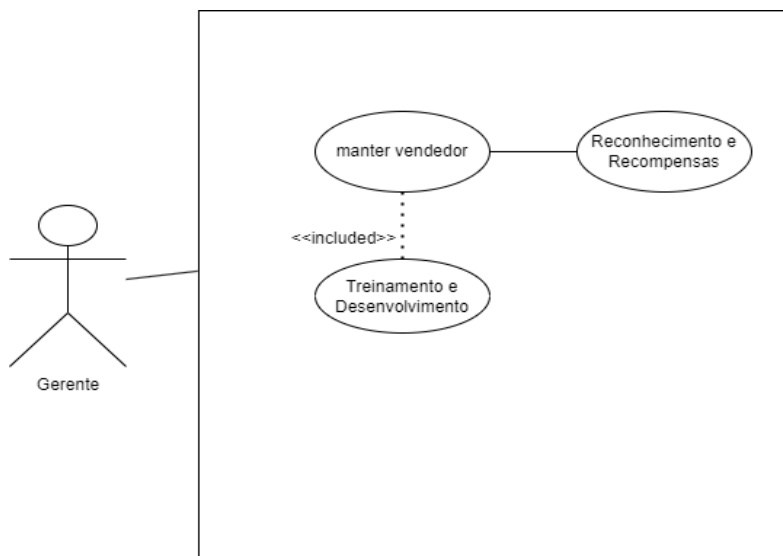 manter vendedor
Reconhecimento e
Recompensas
<<included>>
Treinamento e
Desenvolvimento
Gerente